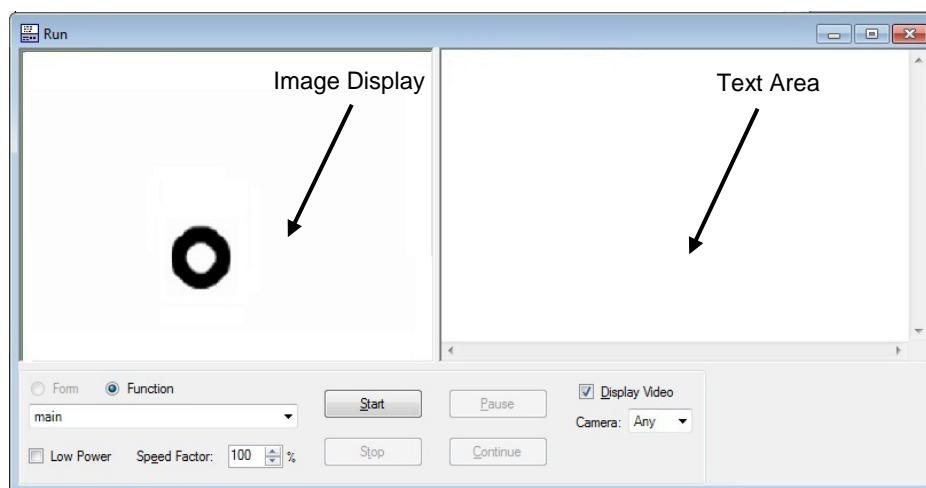 Run
Image Display
Text Area
Form Function
main
Start
Pause
Display Video
Camera: Any
Low Power Speed Factor: 100 %
Stop
Continue